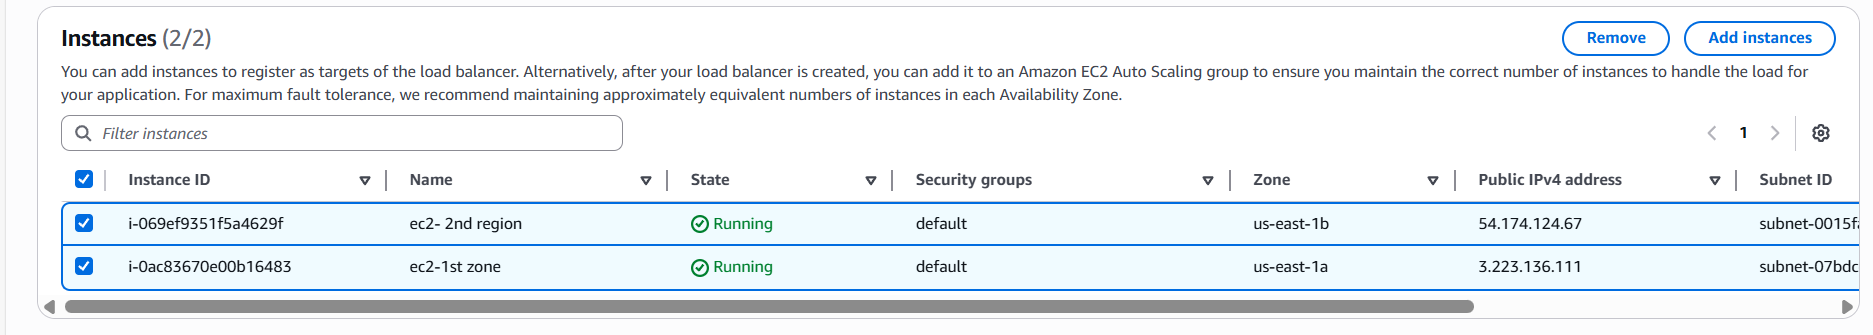 Instances (2/2)
Remove
Add instances
You can add instances to register as targets of the load balancer. Alternatively, after your load balancer is created, you can add it to an Amazon EC2 Auto Scaling group to ensure you maintain the correct number of instances to handle the load for
your application. For maximum fault tolerance, we recommend maintaining approximately equivalent numbers of instances in each Availability Zone.
Filter instances
1
Instance ID Name State Security groups Zone Public IPv4 address Subnet ID
i-069ef9351f5a4629f ec2- 2nd region Running default us-east-1b 54.174.124.67 subnet-0015f
i-0ac83670e00b16483 ec2-1st zone Running default us-east-1a 3.223.136.111 subnet-07bdc